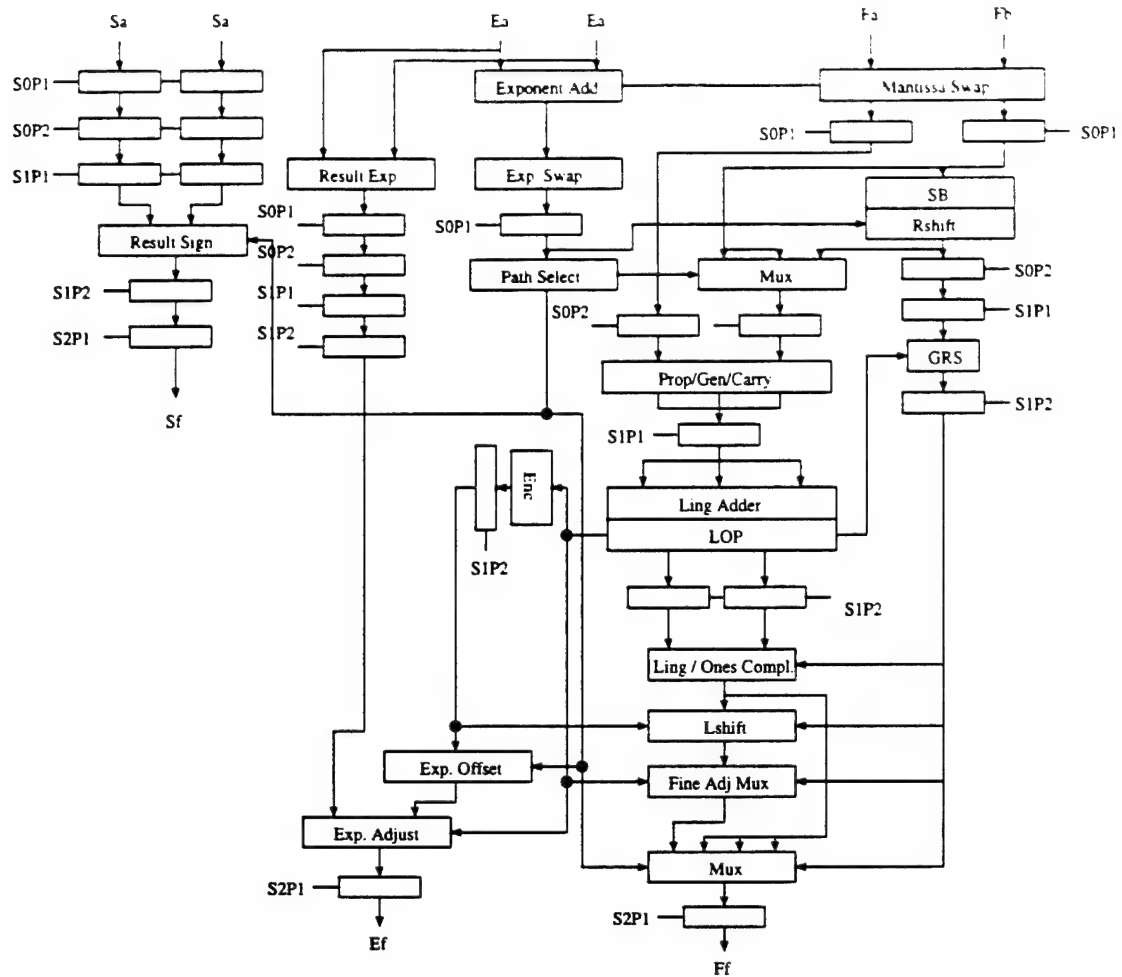 Sa Sa Ea Ea Fa Fb
S0P1 Exponent Add Mantissa Swap
S0P2 S0P1 S0P1
S1P1 Result Exp Exp. Swap SB
S0P1 S0P1 Rshift
Result Sign S0P2 Path Select Mux S0P2
S1P2 S1P1 S0P2 S1P1
S2P1 S1P2 GRS
Prop/Gen/Carry
Sf S1P2
S1P1
Enc Ling Adder
LOP
S1P2
S1P2
Ling / Ones Compl.
Lshift
Exp. Offset Fine Adj Mux
Exp. Adjust
Mux
S2P1
S2P1
Ef
Ff